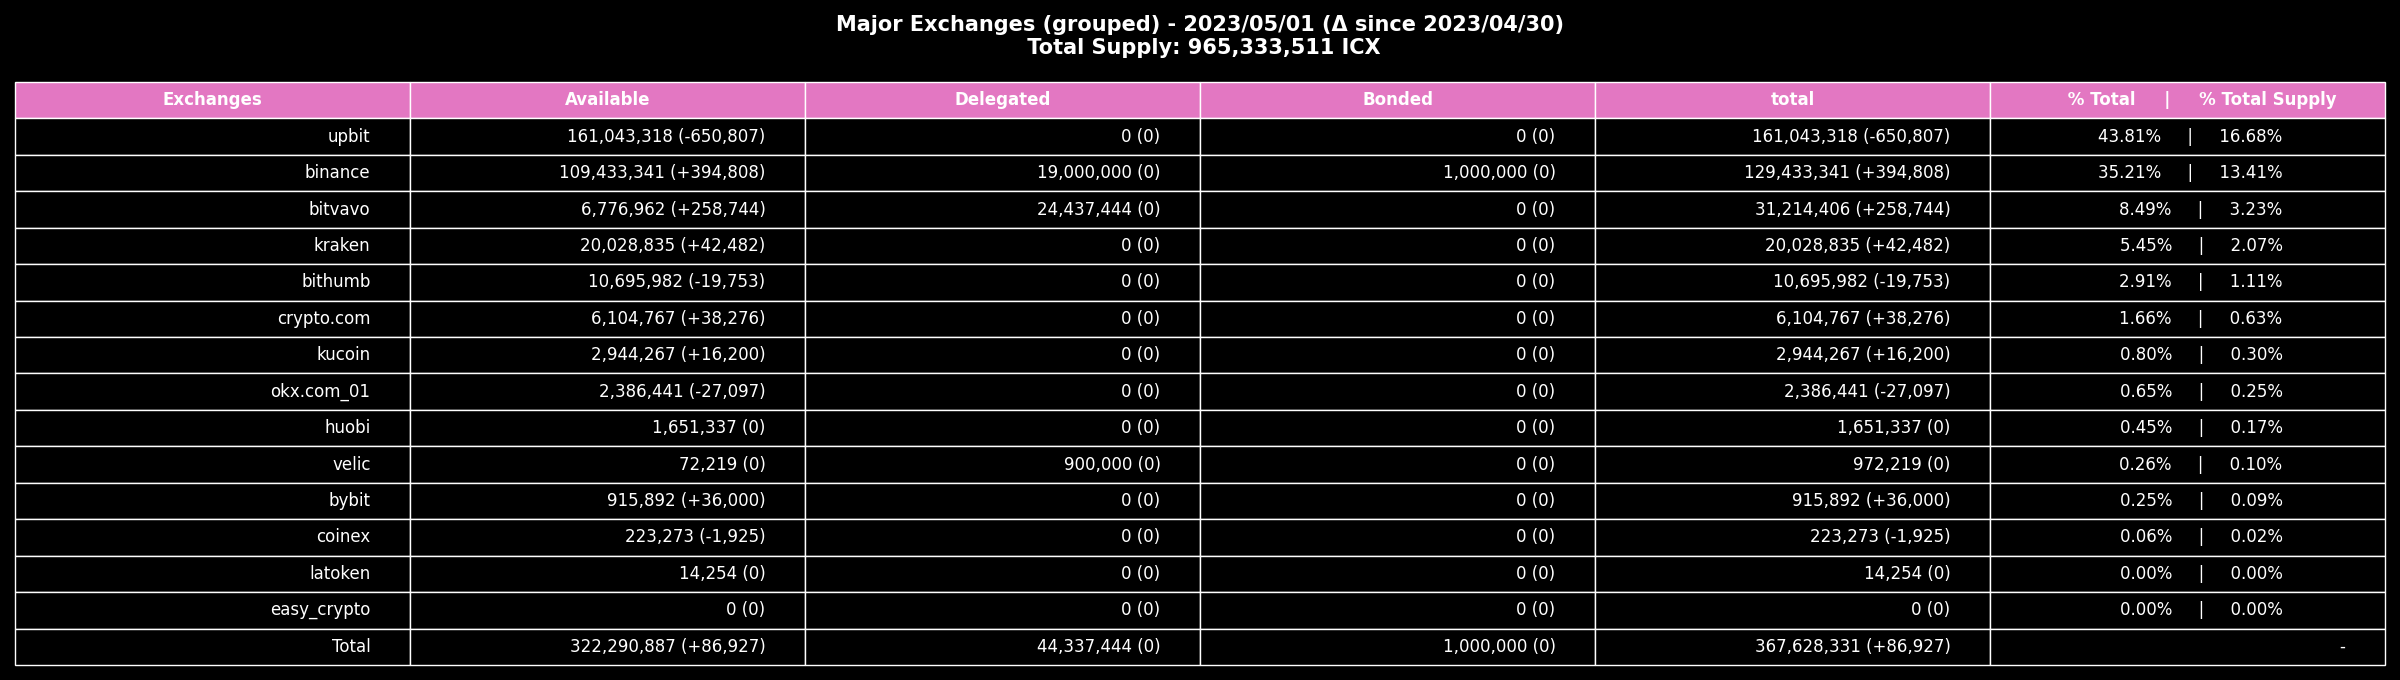 Major Exchanges (grouped) - 2023/05/01 (Δ since 2023/04/30)
Total Supply: 965,333,511 ICX
Exchanges Available Delegated Bonded total % Total | % Total Supply
upbit 161,043,318 (-650,807) 0 (0) 0 (0) 161,043,318 (-650,807) 43.81% | 16.68%
binance 109,433,341 (+394,808) 19,000,000 (0) 1,000,000 (0) 129,433,341 (+394,808) 35.21% | 13.41%
bitvavo 6,776,962 (+258,744) 24,437,444 (0) 0 (0) 31,214,406 (+258,744) 8.49% | 3.23%
kraken 20,028,835 (+42,482) 0 (0) 0 (0) 20,028,835 (+42,482) 5.45% | 2.07%
bithumb 10,695,982 (-19,753) 0 (0) 0 (0) 10,695,982 (-19,753) 2.91% | 1.11%
crypto.com 6,104,767 (+38,276) 0 (0) 0 (0) 6,104,767 (+38,276) 1.66% | 0.63%
kucoin 2,944,267 (+16,200) 0 (0) 0 (0) 2,944,267 (+16,200) 0.80% | 0.30%
okx.com_01 2,386,441 (-27,097) 0 (0) 0 (0) 2,386,441 (-27,097) 0.65% | 0.25%
huobi 1,651,337 (0) 0 (0) 0 (0) 1,651,337 (0) 0.45% | 0.17%
velic 72,219 (0) 900,000 (0) 0 (0) 972,219 (0) 0.26% | 0.10%
bybit 915,892 (+36,000) 0 (0) 0 (0) 915,892 (+36,000) 0.25% | 0.09%
coinex 223,273 (-1,925) 0 (0) 0 (0) 223,273 (-1,925) 0.06% | 0.02%
latoken 14,254 (0) 0 (0) 0 (0) 14,254 (0) 0.00% | 0.00%
easy_crypto 0 (0) 0 (0) 0 (0) 0 (0) 0.00% | 0.00%
Total 322,290,887 (+86,927) 44,337,444 (0) 1,000,000 (0) 367,628,331 (+86,927) -